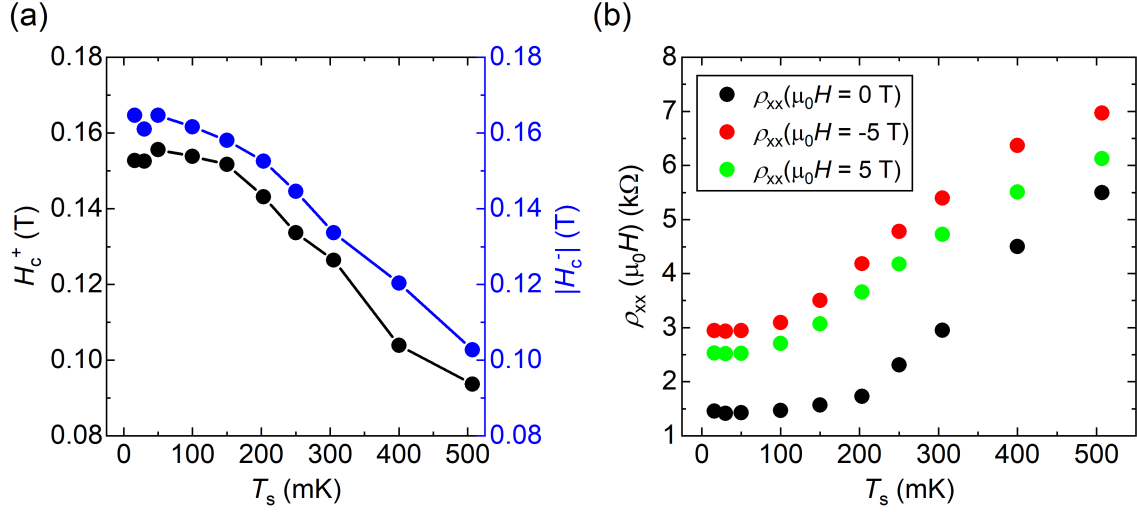 (a)
0.18
0.16
0.14
0.12
0.10
0.08
H_c^+ (T)
0.18
0.16
0.14
0.12
0.10
0.08
|H_c^-| (T)
0 100 200 300 400 500
T_s (mK)
(b)
8
7
6
5
4
3
2
1
ρ_xx (μ_0H) (kΩ)
ρ_xx(μ_0H = 0 T)
ρ_xx(μ_0H = -5 T)
ρ_xx(μ_0H = 5 T)
0 100 200 300 400 500
T_s (mK)